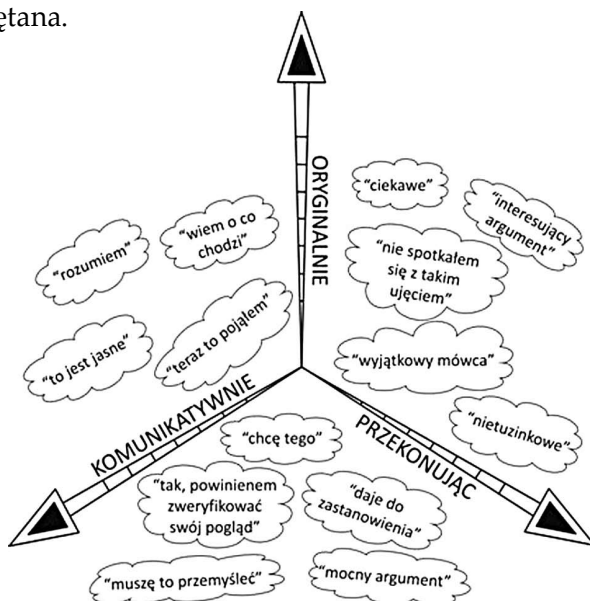 ętana.
ORYGINALNIE
"ciekawe"
"interesujący
argument"
"wiem o co
chodzi"
"rozumiem"
"nie spotkałem
się z takim
ujęciem"
"teraz to pojąłem"
"to jest jasne"
"wyjątkowy mówca"
KOMUNIKATYWNIE
PRZEKONUJĄC
"nietuzinkowe"
"chcę tego"
"tak, powinienem
zweryfikować
swój pogląd"
"daje do
zastanowienia"
"muszę to przemyśleć"
"mocny argument"